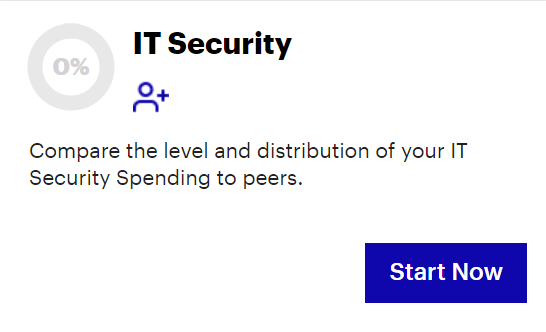 0%
IT Security
Compare the level and distribution of your IT
Security Spending to peers.
Start Now